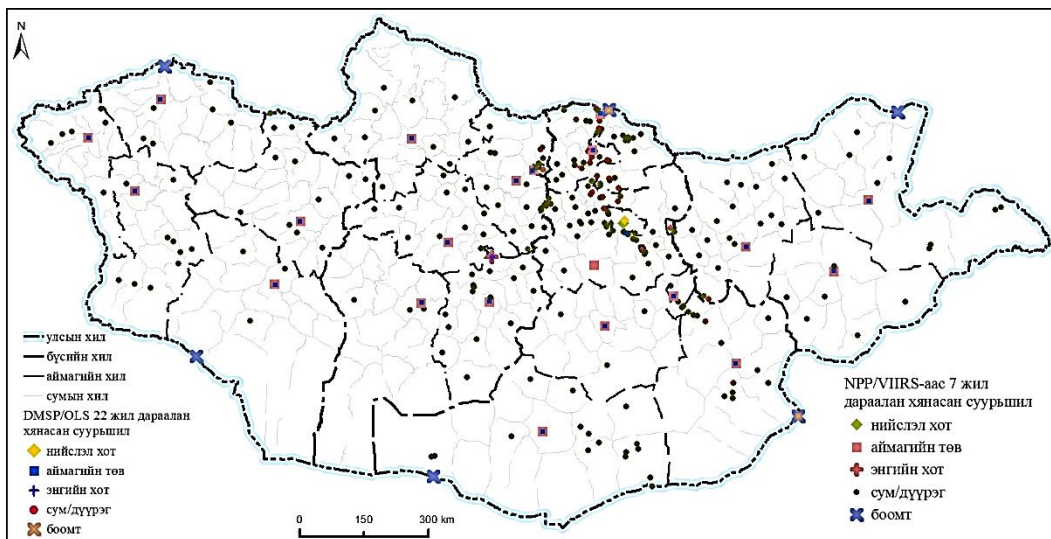 N
улсын хил
бүсийн хил
аймагийн хил
сумын хил
DMSP/OLS 22 жил дараалан
хянасан суурьшил
нийслэл хот
аймагийн төв
энгийн хот
сум/дүүрэг
боомт
0 150 300 km
NPP/VIIRS-аас 7 жил
дараалан хянасан суурьшил
нийслэл хот
аймагийн төв
энгийн хот
сум/дүүрэг
боомт